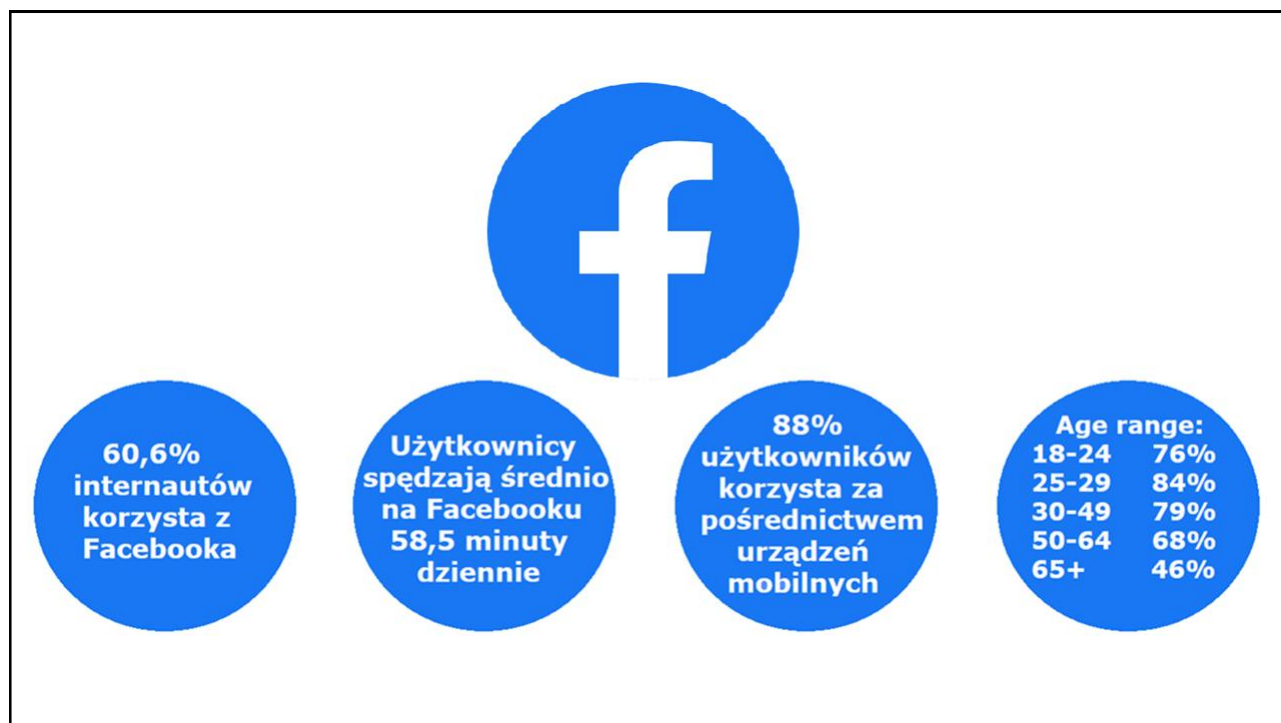 60,6%
internautów
korzysta z
Facebooka
Użytkownicy
spędzają średnio
na Facebooku
58,5 minuty
dziennie
88%
użytkowników
korzysta za
pośrednictwem
urządzeń
mobilnych
Age range:
18-24 76%
25-29 84%
30-49 79%
50-64 68%
65+ 46%